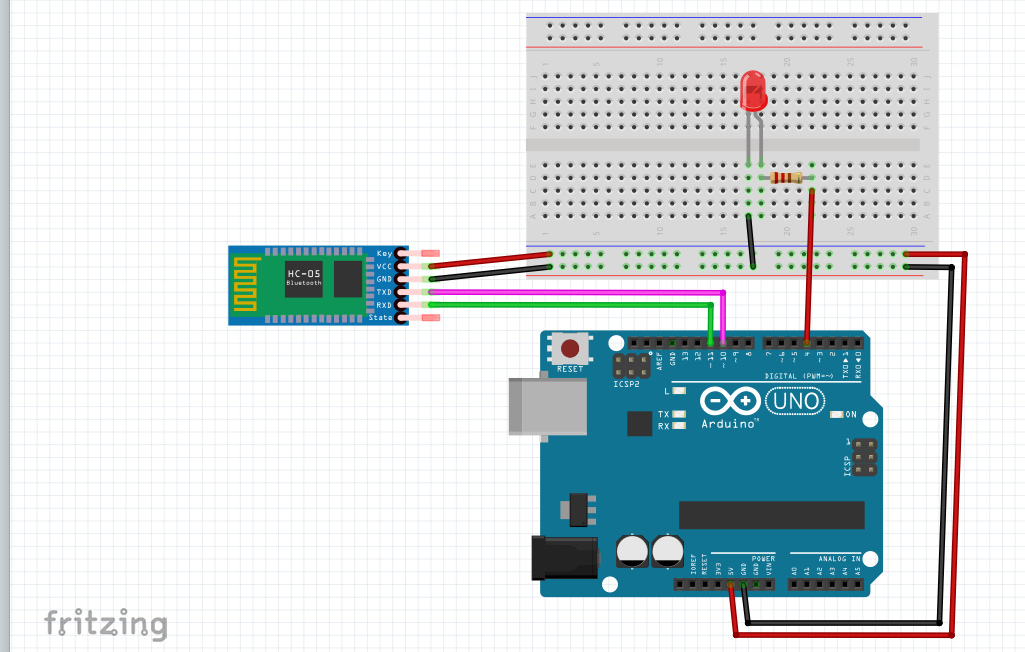 1 5 10 15 20 25 30
J
I
H
G
F
E
D
C
B
A
1 5 10 15 20 25 30
HC-05
Bluetooth
Key
VCC
GND
TXD
RXD
State
RESET
ICSP2
AREF
GND
13
12
~11
~10
~9
8
7
~6
~5
4
~3
2
TXO▶1
RXO◀0
DIGITAL (PWM=~)
L
TX
RX
UNO
Arduino™
ON
1
ICSP
POWER
ANALOG IN
IOREF
RESET
3V3
5V
GND
GND
VIN
A0
A1
A2
A3
A4
A5
fritzing